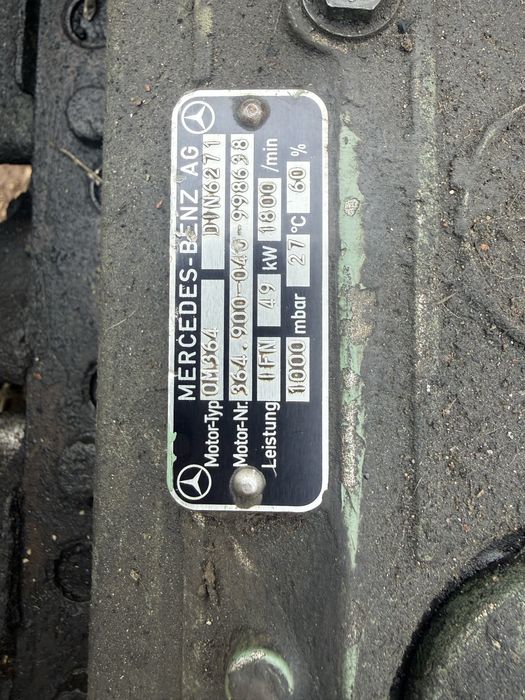 MERCEDES-BENZ AG
Motor-Typ OM364 DIN6271
Motor-Nr. 364.900-040-998638
Leistung IFN 49 kW 1800 /min
1000 mbar 27 °C 60 %